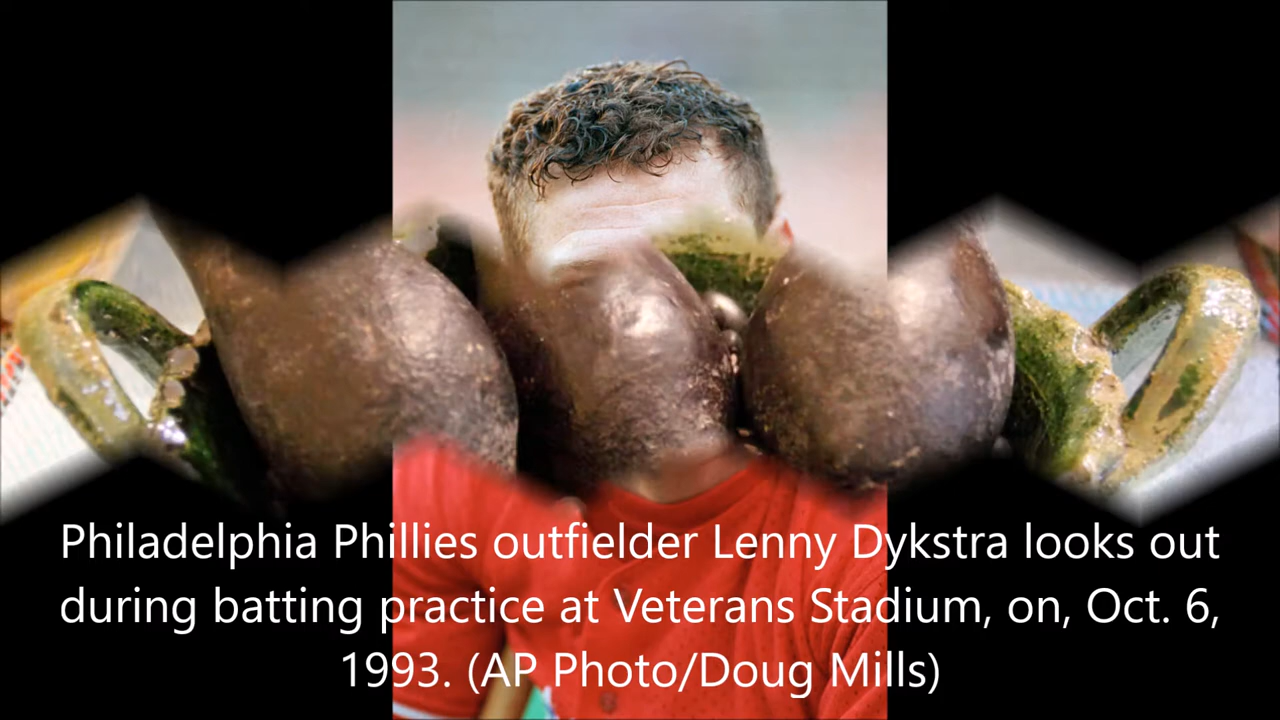 Philadelphia Phillies outfielder Lenny Dykstra looks out
during batting practice at Veterans Stadium, on, Oct. 6,
1993. (AP Photo/Doug Mills)